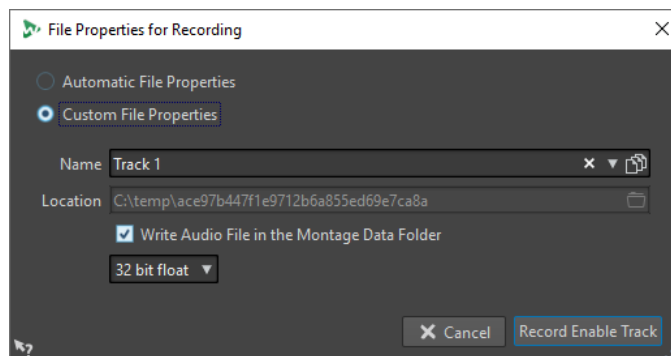 File Properties for Recording
Automatic File Properties
Custom File Properties
Name Track 1
Location C:\temp\ace97b447f1e9712b6a855ed69e7ca8a
Write Audio File in the Montage Data Folder
32 bit float
Cancel Record Enable Track